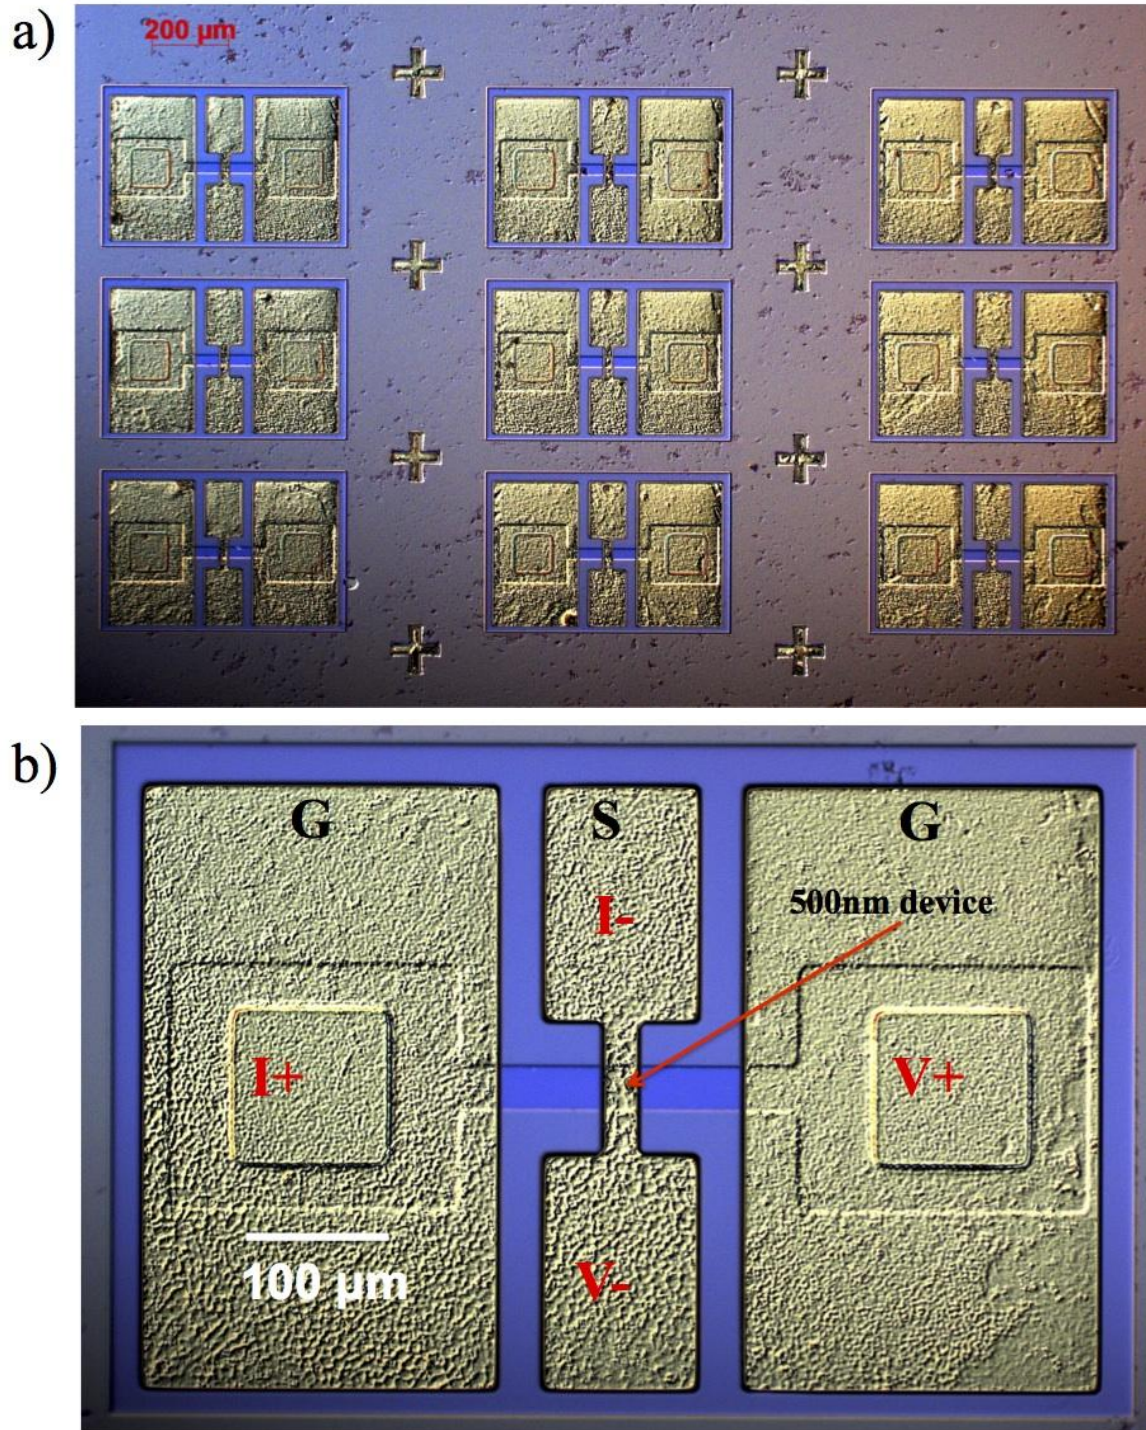 a)
200 µm
b)
G S G
I-
500nm device
I+ V+
100 µm
V-